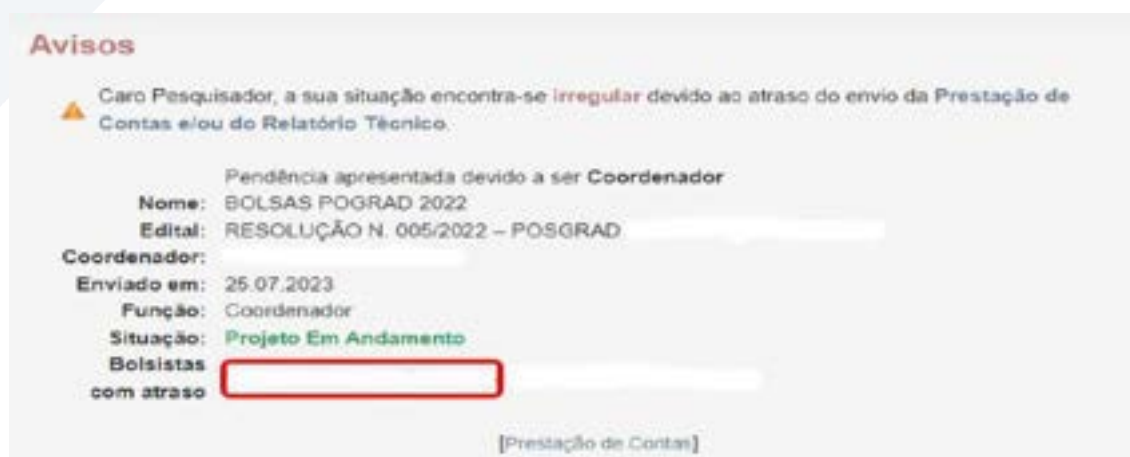 Avisos
Caro Pesquisador, a sua situação encontra-se irregular devido ao atraso do envio da Prestação de
Contas e/ou do Relatório Técnico.
Pendência apresentada devido a ser Coordenador
Nome: BOLSAS POGRAD 2022
Edital: RESOLUÇÃO N. 005/2022 – POSGRAD
Coordenador:
Enviado em: 25.07.2023
Função: Coordenador
Situação: Projeto Em Andamento
Bolsistas
com atraso
[Prestação de Contas]